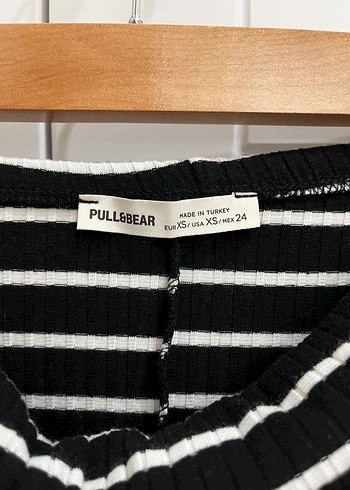 PULL&BEAR
MADE IN TURKEY
EUR XS / USA XS / MEX 24